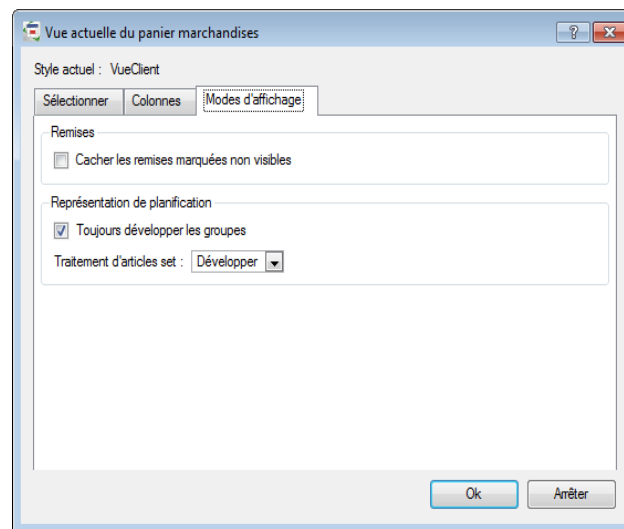 Vue actuelle du panier marchandises
?
Style actuel : VueClient
Sélectionner Colonnes Modes d'affichage
Remises
Cacher les remises marquées non visibles
Représentation de planification
Toujours développer les groupes
Traitement d'articles set : Développer
Ok Arrêter